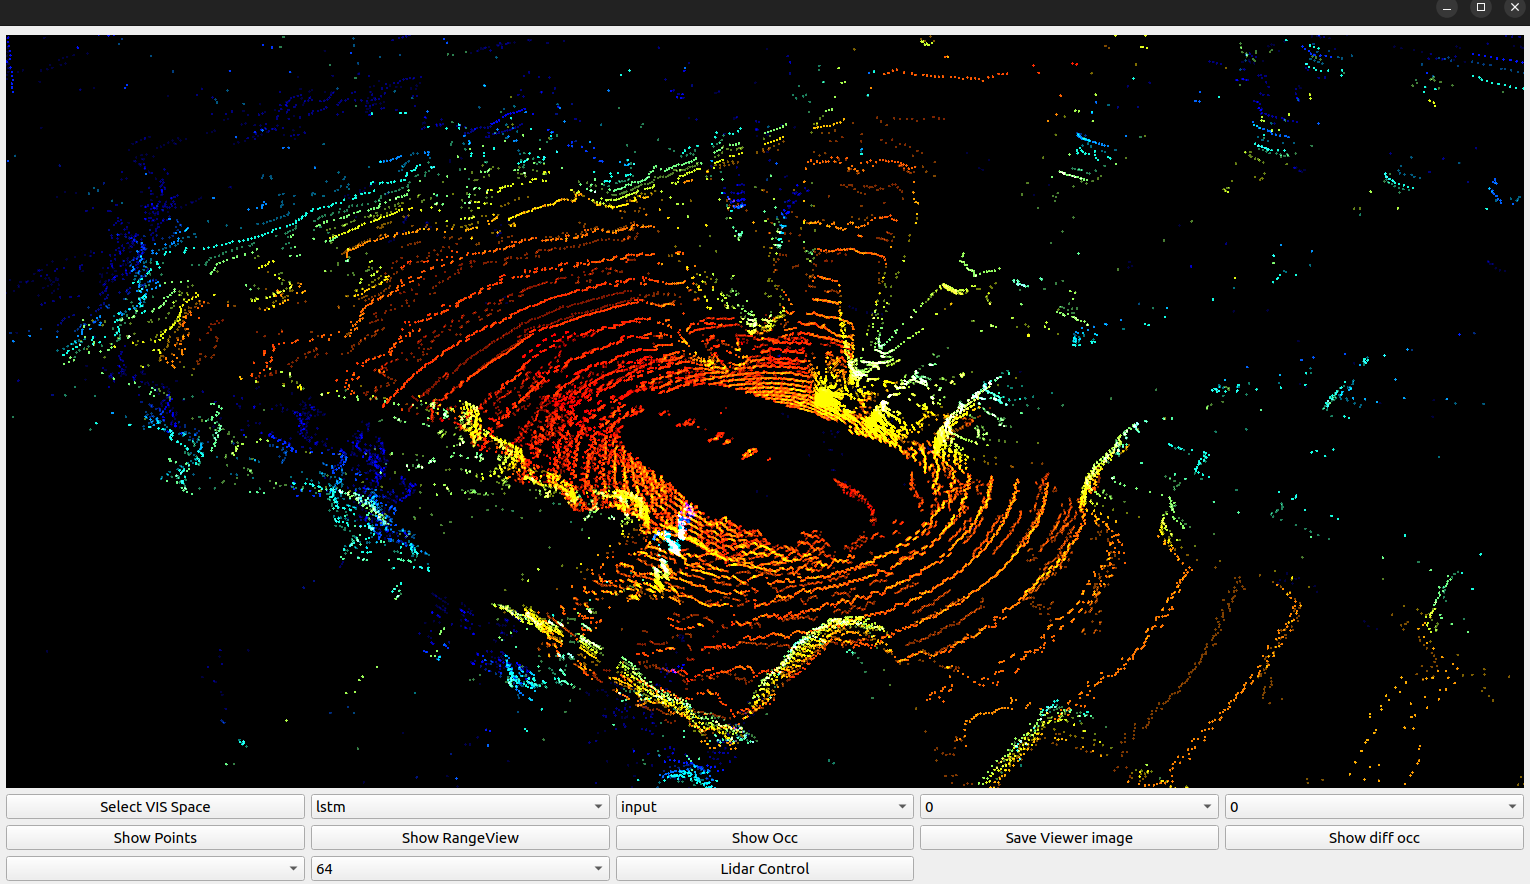 Select VIS Space lstm input 0 0
Show Points Show RangeView Show Occ Save Viewer image Show diff occ
64 Lidar Control